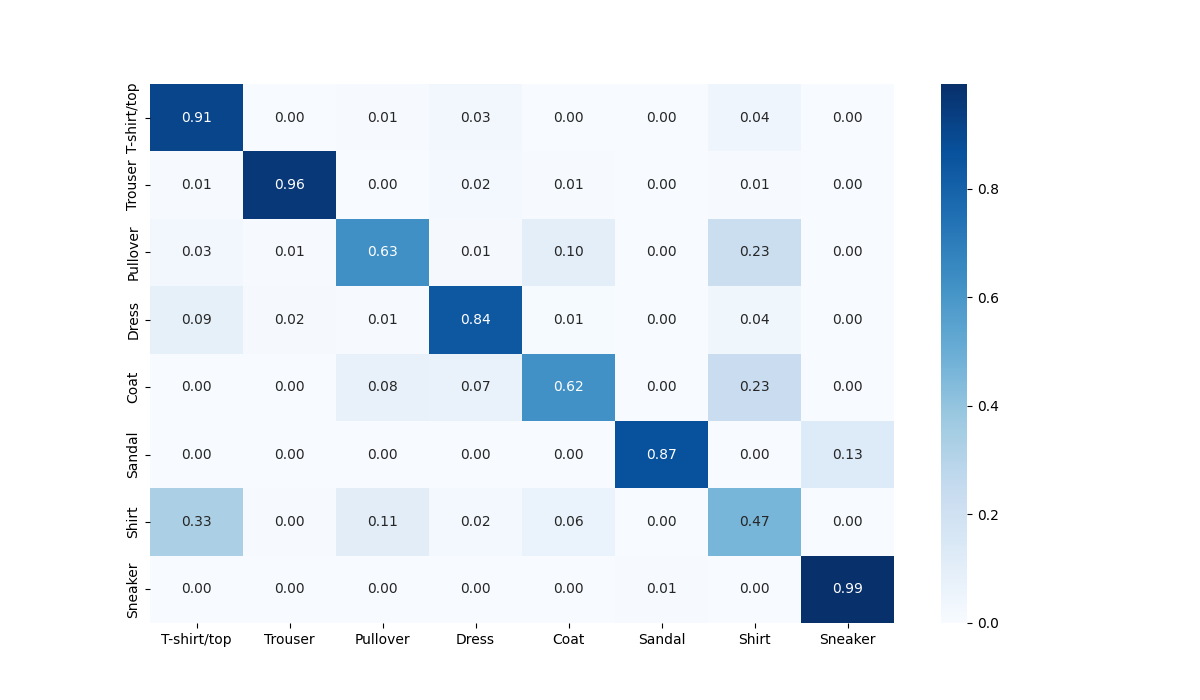 T-shirt/top 0.91 0.00 0.01 0.03 0.00 0.00 0.04 0.00
Trouser 0.01 0.96 0.00 0.02 0.01 0.00 0.01 0.00
Pullover 0.03 0.01 0.63 0.01 0.10 0.00 0.23 0.00
Dress 0.09 0.02 0.01 0.84 0.01 0.00 0.04 0.00
Coat 0.00 0.00 0.08 0.07 0.62 0.00 0.23 0.00
Sandal 0.00 0.00 0.00 0.00 0.00 0.87 0.00 0.13
Shirt 0.33 0.00 0.11 0.02 0.06 0.00 0.47 0.00
Sneaker 0.00 0.00 0.00 0.00 0.00 0.01 0.00 0.99
T-shirt/top Trouser Pullover Dress Coat Sandal Shirt Sneaker
0.8
0.6
0.4
0.2
0.0